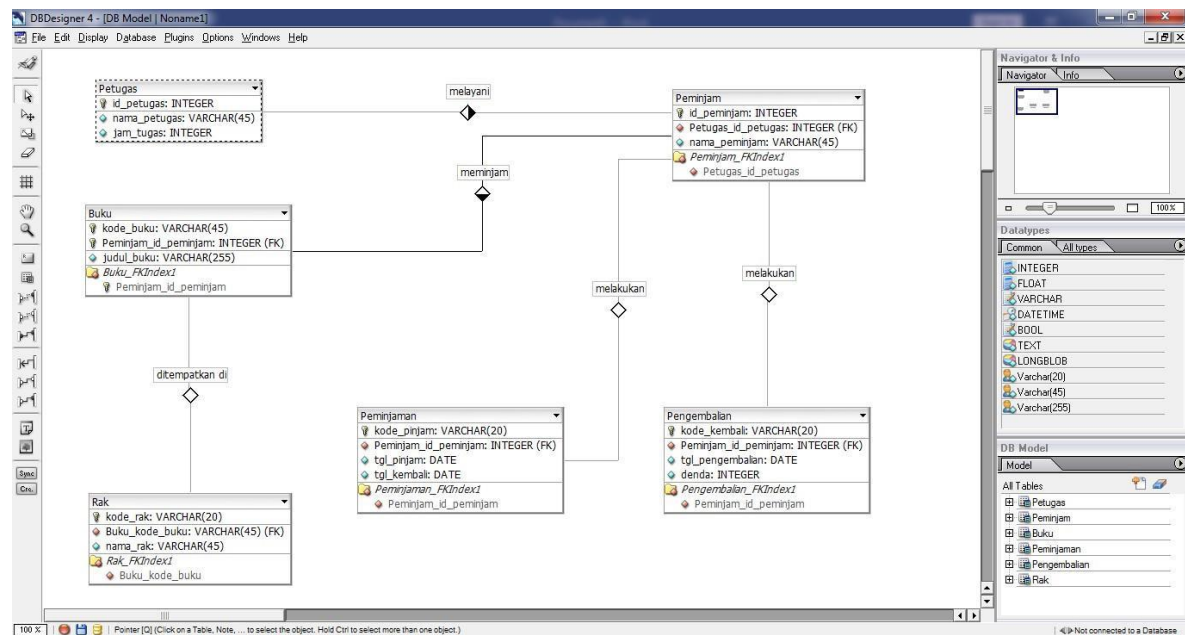 DBDesigner 4 - [DB Model | Noname1]
File Edit Display Database Plugins Options Windows Help
Petugas
id_petugas: INTEGER
nama_petugas: VARCHAR(45)
jam_tugas: INTEGER
melayani
Peminjam
id_peminjam: INTEGER
Petugas_id_petugas: INTEGER (FK)
nama_peminjam: VARCHAR(45)
Peminjam_FKIndex1
Petugas_id_petugas
meminjam
Buku
kode_buku: VARCHAR(45)
Peminjam_id_peminjam: INTEGER (FK)
judul_buku: VARCHAR(255)
Buku_FKIndex1
Peminjam_id_peminjam
melakukan
melakukan
ditempatkan di
Peminjaman
kode_pinjam: VARCHAR(20)
Peminjam_id_peminjam: INTEGER (FK)
tgl_pinjam: DATE
tgl_kembali: DATE
Peminjaman_FKIndex1
Peminjam_id_peminjam
Pengembalian
kode_kembali: VARCHAR(20)
Peminjam_id_peminjam: INTEGER (FK)
tgl_pengembalian: DATE
denda: INTEGER
Pengembalian_FKIndex1
Peminjam_id_peminjam
Rak
kode_rak: VARCHAR(20)
Buku_kode_buku: VARCHAR(45) (FK)
nama_rak: VARCHAR(45)
Rak_FKIndex1
Buku_kode_buku
Sync
Cre.
Navigator & Info
Navigator Info
100%
Datatypes
Common All types
INTEGER
FLOAT
VARCHAR
DATETIME
BOOL
TEXT
LONGBLOB
Varchar(20)
Varchar(45)
Varchar(255)
DB Model
Model
All Tables
Petugas
Peminjam
Buku
Peminjaman
Pengembalian
Rak
100 % Pointer [Q] (Click on a Table, Note, ... to select the object. Hold Ctrl to select more than one object.) Not connected to a Database